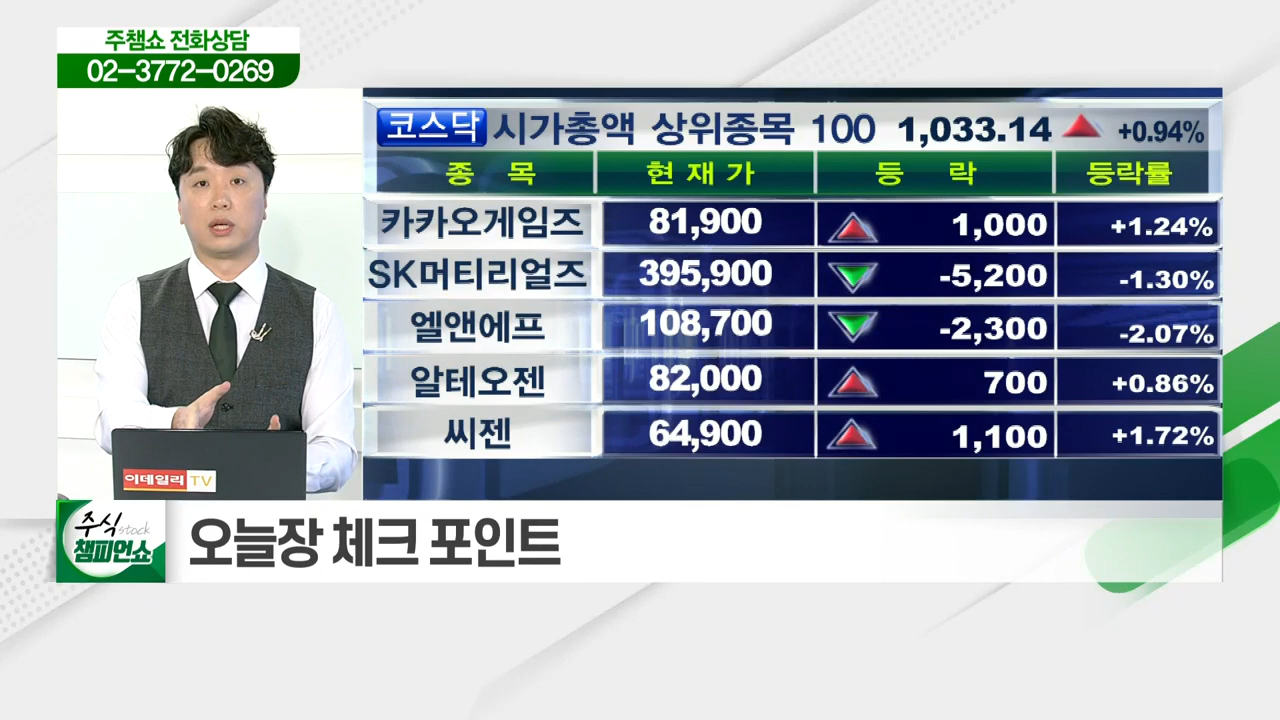 주챔쇼 전화상담
02-3772-0269
코스닥 시가총액 상위종목 100 1,033.14 +0.94%
종 목 현 재 가 등 락 등락률
카카오게임즈 81,900 1,000 +1.24%
SK머티리얼즈 395,900 -5,200 -1.30%
엘앤에프 108,700 -2,300 -2.07%
알테오젠 82,000 700 +0.86%
씨젠 64,900 1,100 +1.72%
이데일리 TV
주식 stock
챔피언쇼
오늘장 체크 포인트